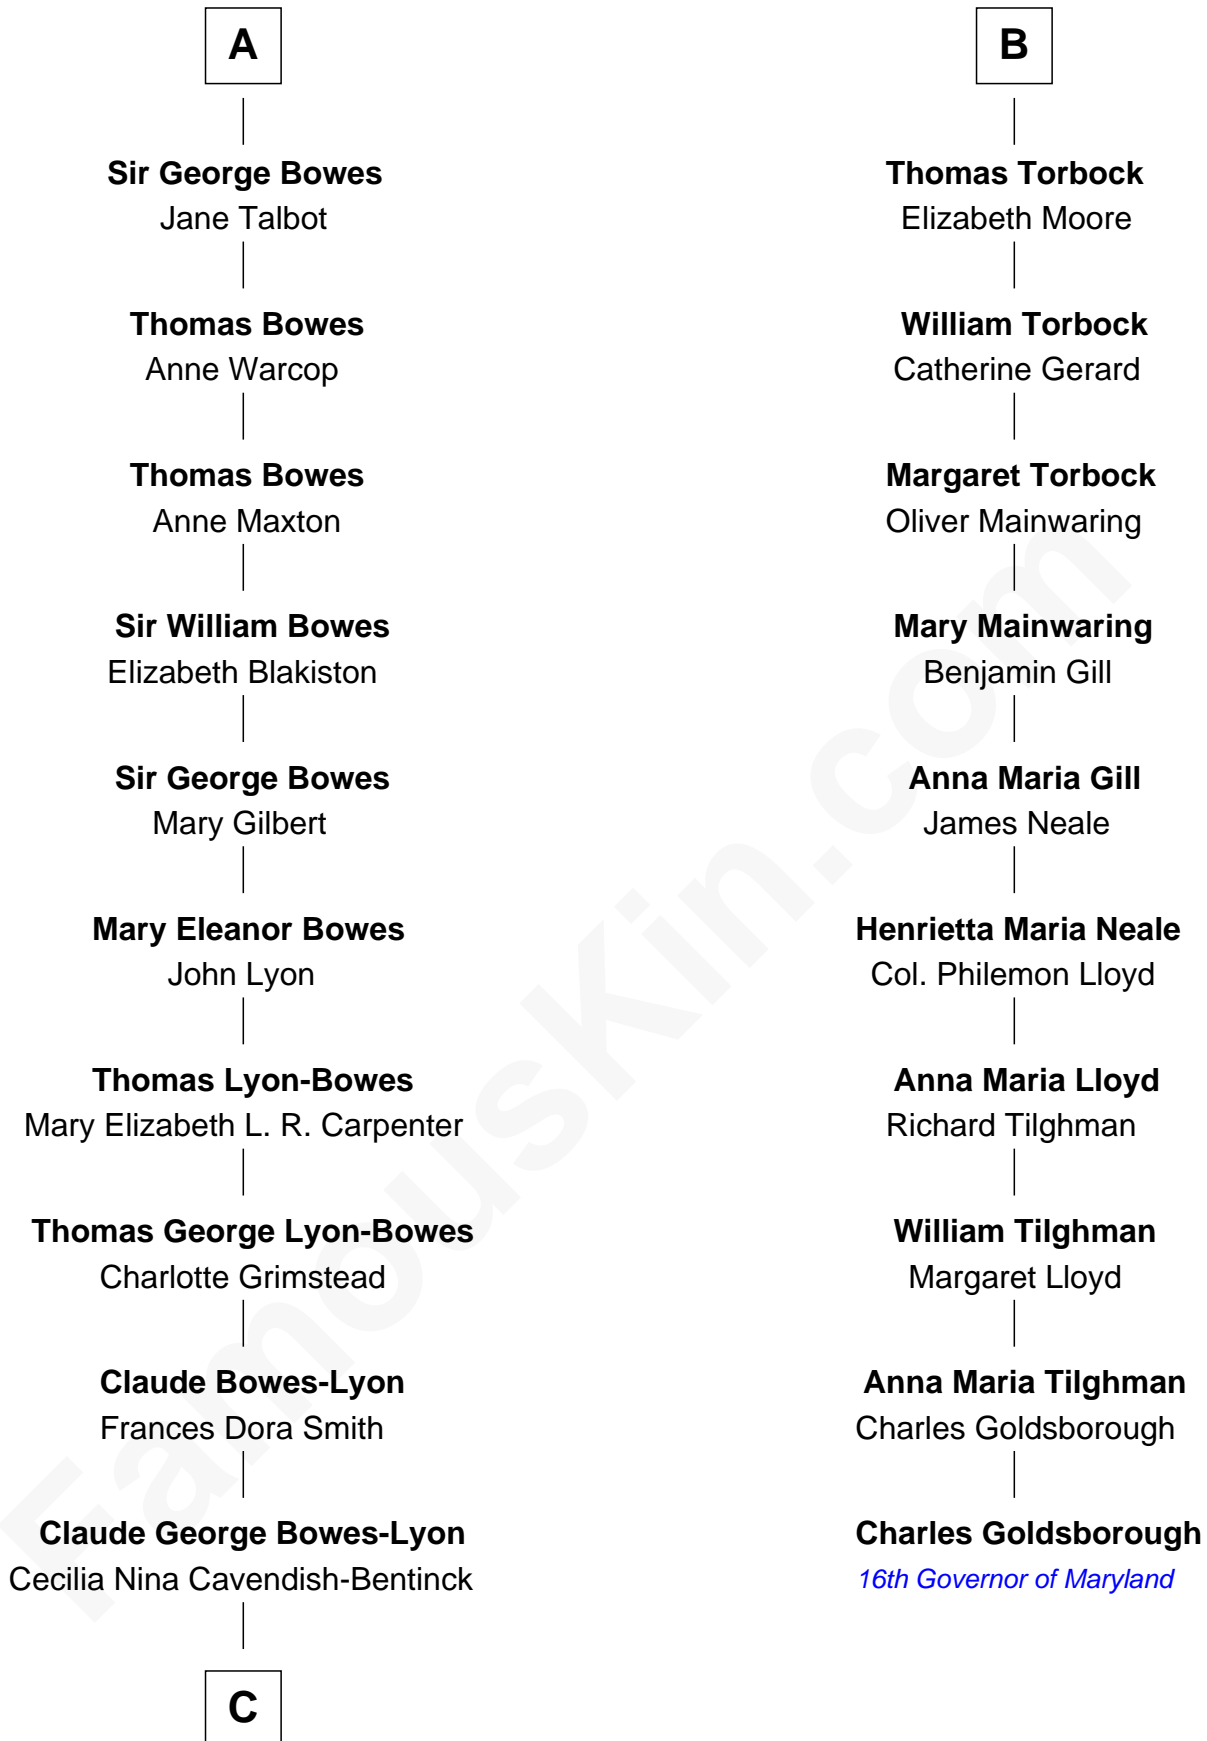 A
Sir George Bowes
Jane Talbot
Thomas Bowes
Anne Warcop
Thomas Bowes
Anne Maxton
Sir William Bowes
Elizabeth Blakiston
Sir George Bowes
Mary Gilbert
Mary Eleanor Bowes
John Lyon
Thomas Lyon-Bowes
Mary Elizabeth L. R. Carpenter
Thomas George Lyon-Bowes
Charlotte Grimstead
Claude Bowes-Lyon
Frances Dora Smith
Claude George Bowes-Lyon
Cecilia Nina Cavendish-Bentinck
C
B
Thomas Torbock
Elizabeth Moore
William Torbock
Catherine Gerard
Margaret Torbock
Oliver Mainwaring
Mary Mainwaring
Benjamin Gill
Anna Maria Gill
James Neale
Henrietta Maria Neale
Col. Philemon Lloyd
Anna Maria Lloyd
Richard Tilghman
William Tilghman
Margaret Lloyd
Anna Maria Tilghman
Charles Goldsborough
Charles Goldsborough
16th Governor of Maryland
FamousKin.com